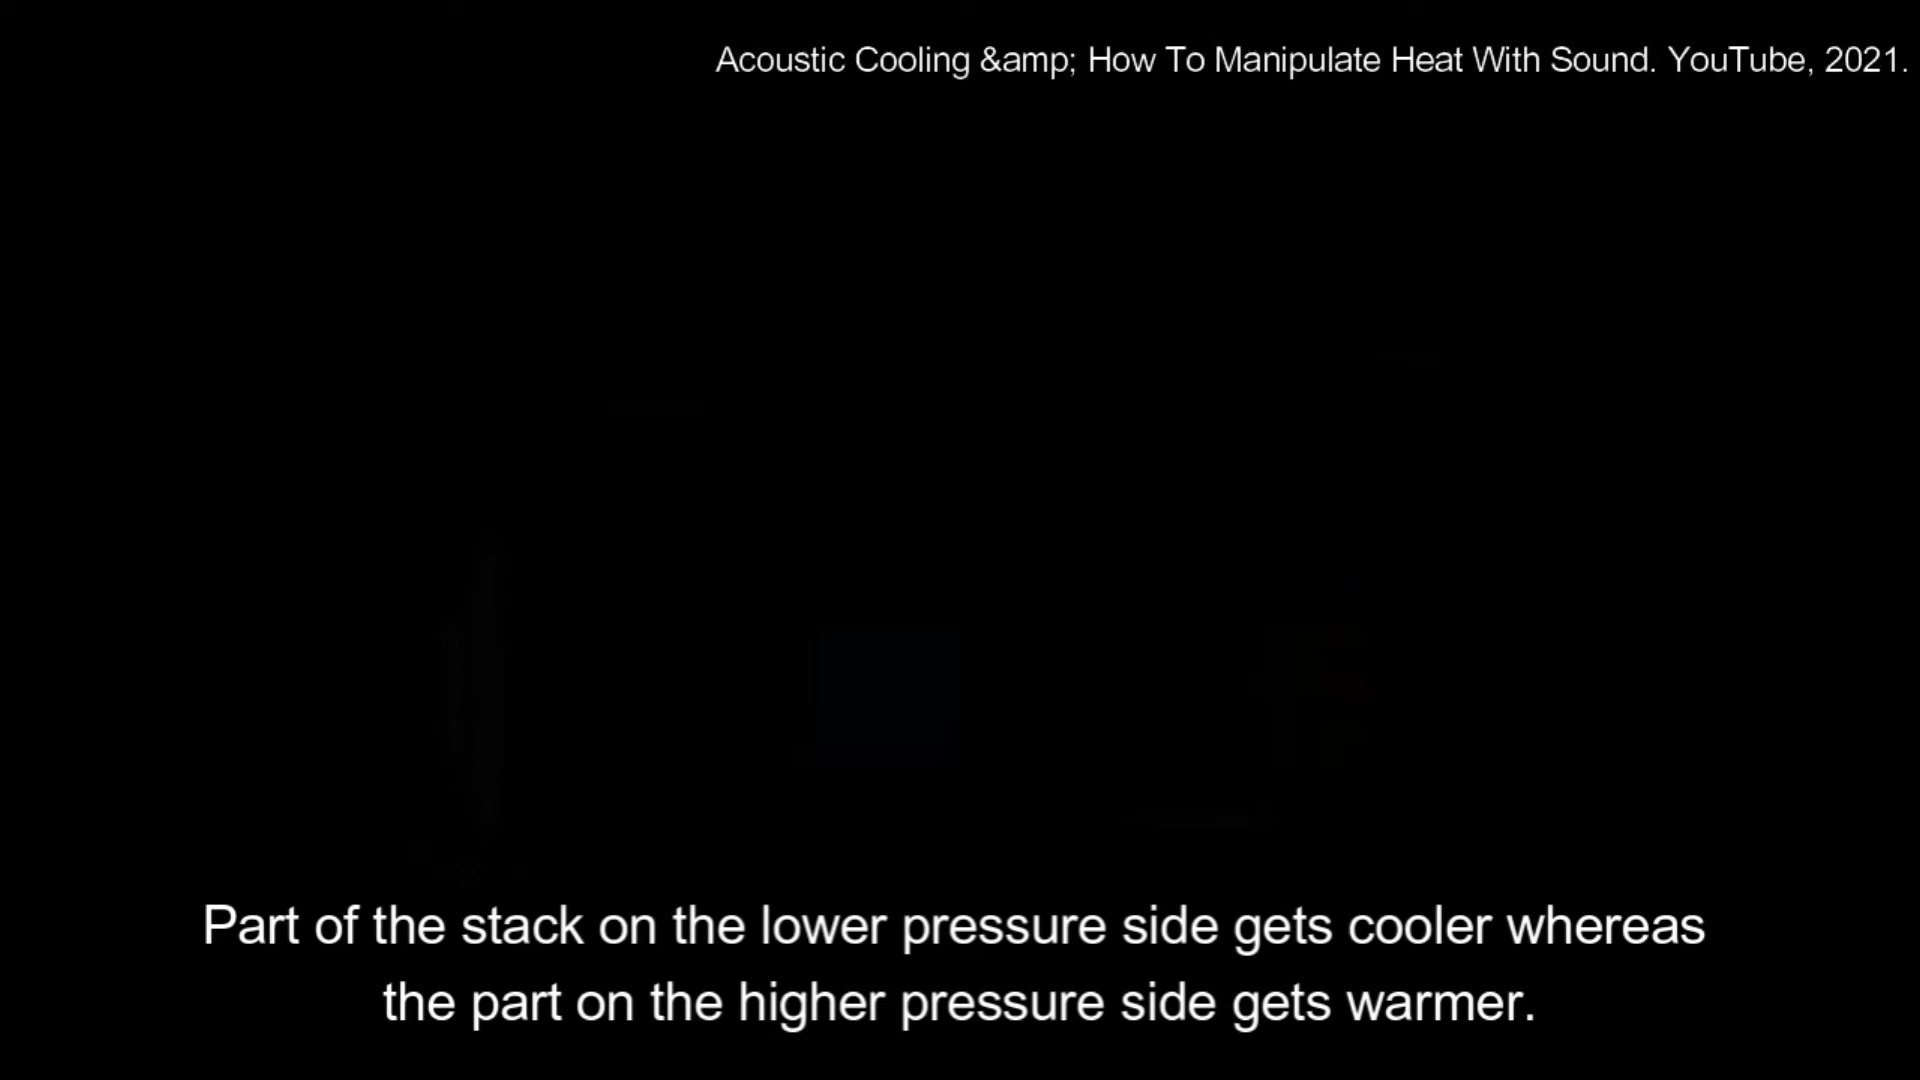 Acoustic Cooling &amp; How To Manipulate Heat With Sound. YouTube, 2021.
Part of the stack on the lower pressure side gets cooler whereas
the part on the higher pressure side gets warmer.